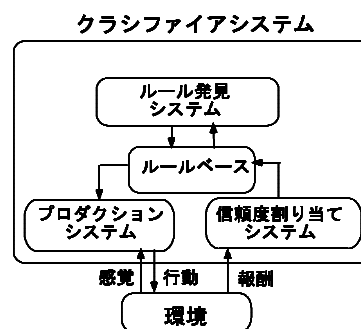 クラシファイアシステム
ルール発見
システム
ルールベース
プロダクション
システム
信頼度割り当て
システム
感覚
行動
報酬
環境